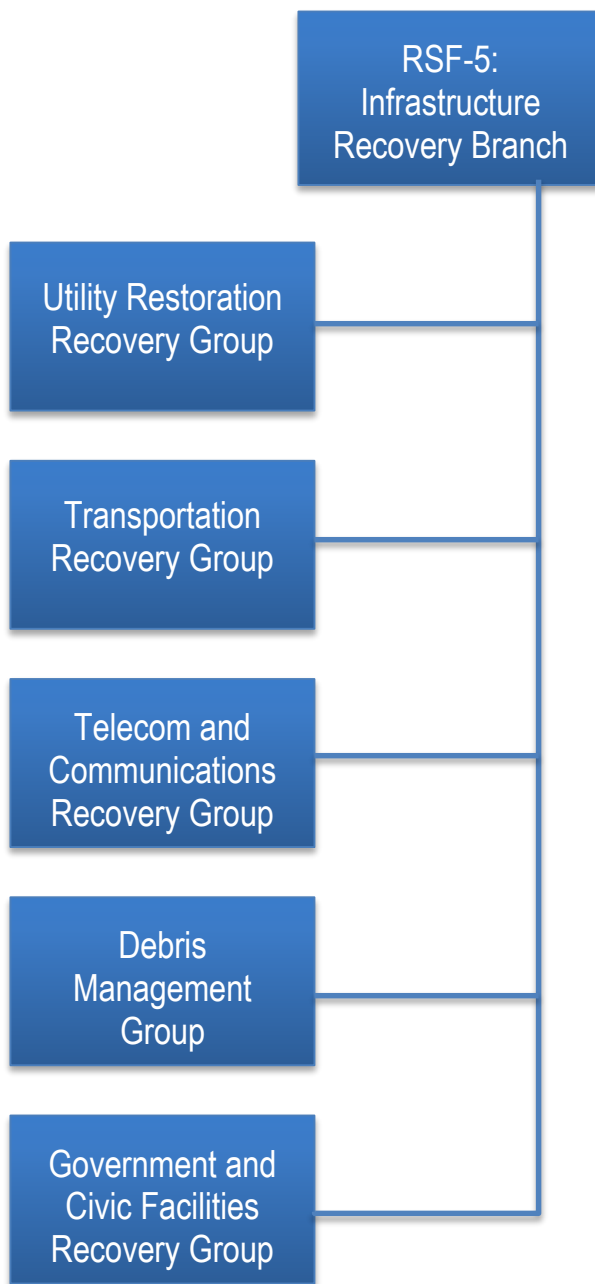 RSF-5:
Infrastructure
Recovery Branch
Utility Restoration
Recovery Group
Transportation
Recovery Group
Telecom and
Communications
Recovery Group
Debris
Management
Group
Government and
Civic Facilities
Recovery Group